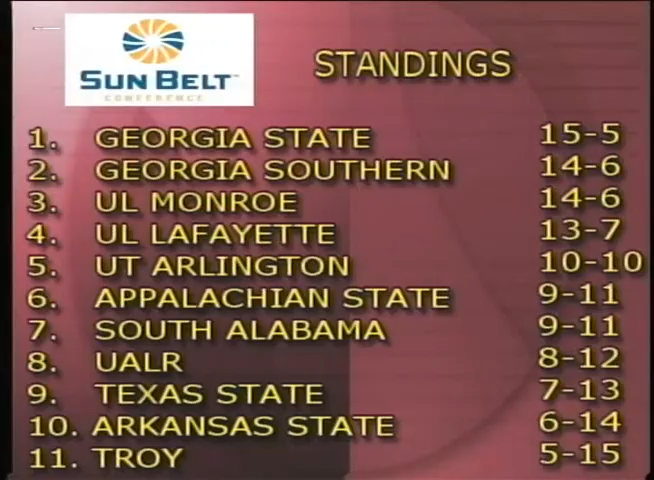 SUN BELT™
CONFERENCE
STANDINGS
1. GEORGIA STATE 15-5
2. GEORGIA SOUTHERN 14-6
3. UL MONROE 14-6
4. UL LAFAYETTE 13-7
5. UT ARLINGTON 10-10
6. APPALACHIAN STATE 9-11
7. SOUTH ALABAMA 9-11
8. UALR 8-12
9. TEXAS STATE 7-13
10. ARKANSAS STATE 6-14
11. TROY 5-15